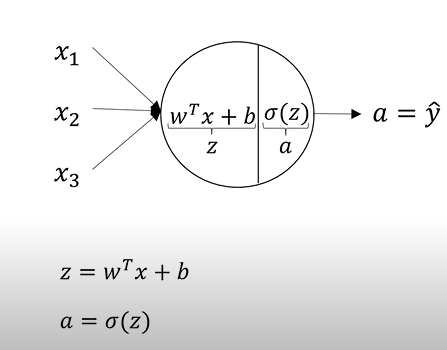 x₁
x₂
x₃
wᵀx + b
z
σ(z)
a
a = ŷ
z = wᵀx + b
a = σ(z)